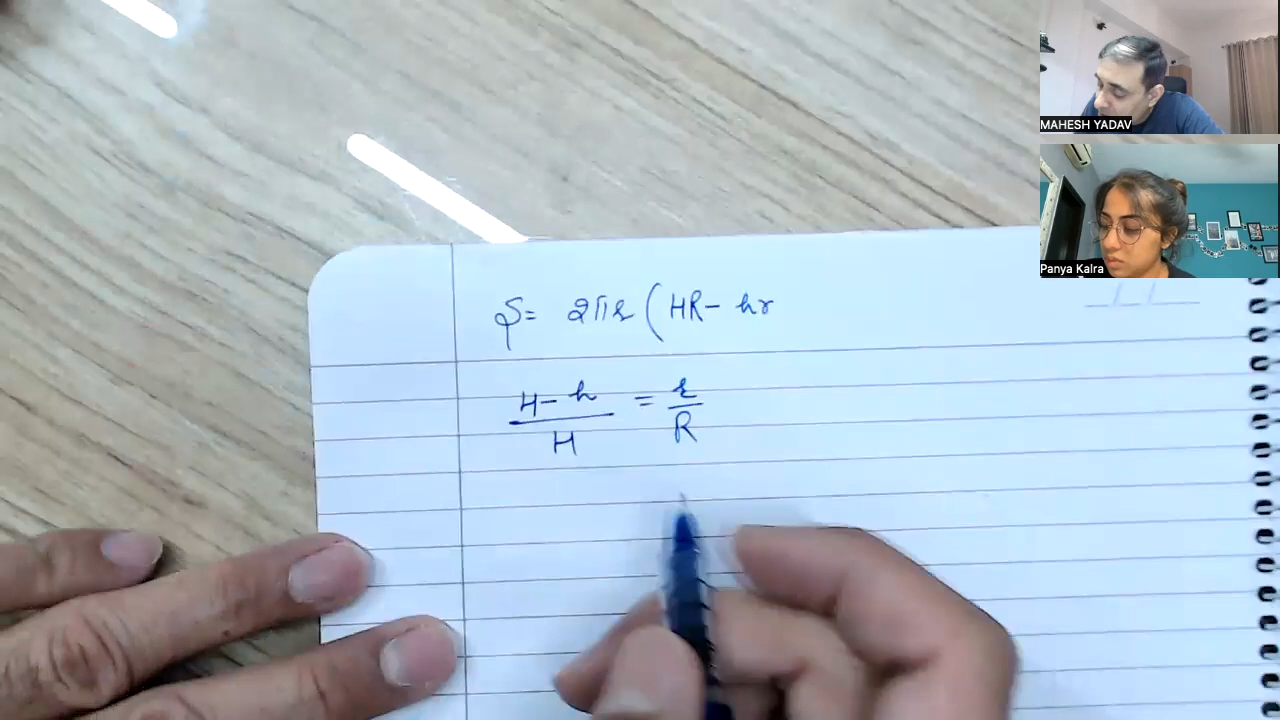 MAHESH YADAV
Panya Kalra
S = 2πr (HR - hr
H - h / H = r / R